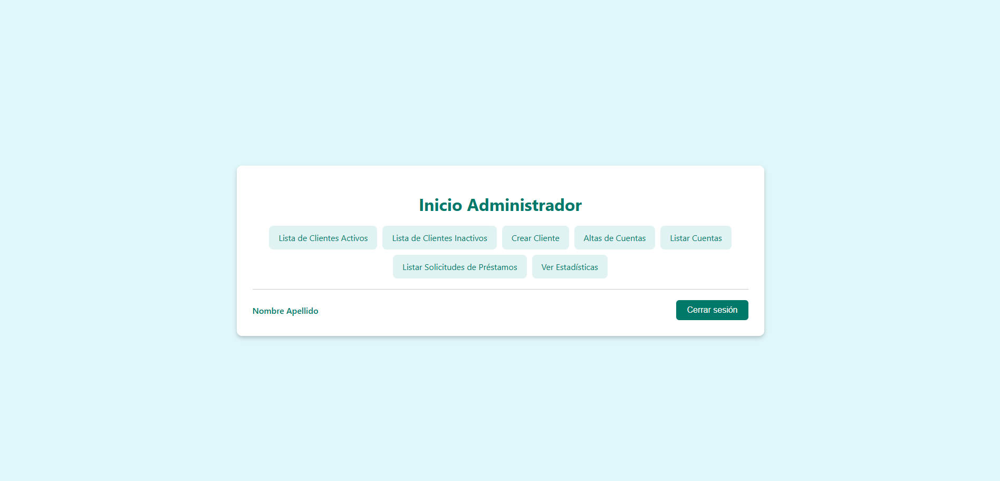 Inicio Administrador
Lista de Clientes Activos Lista de Clientes Inactivos Crear Cliente Altas de Cuentas Listar Cuentas
Listar Solicitudes de Préstamos Ver Estadísticas
Nombre Apellido Cerrar sesión